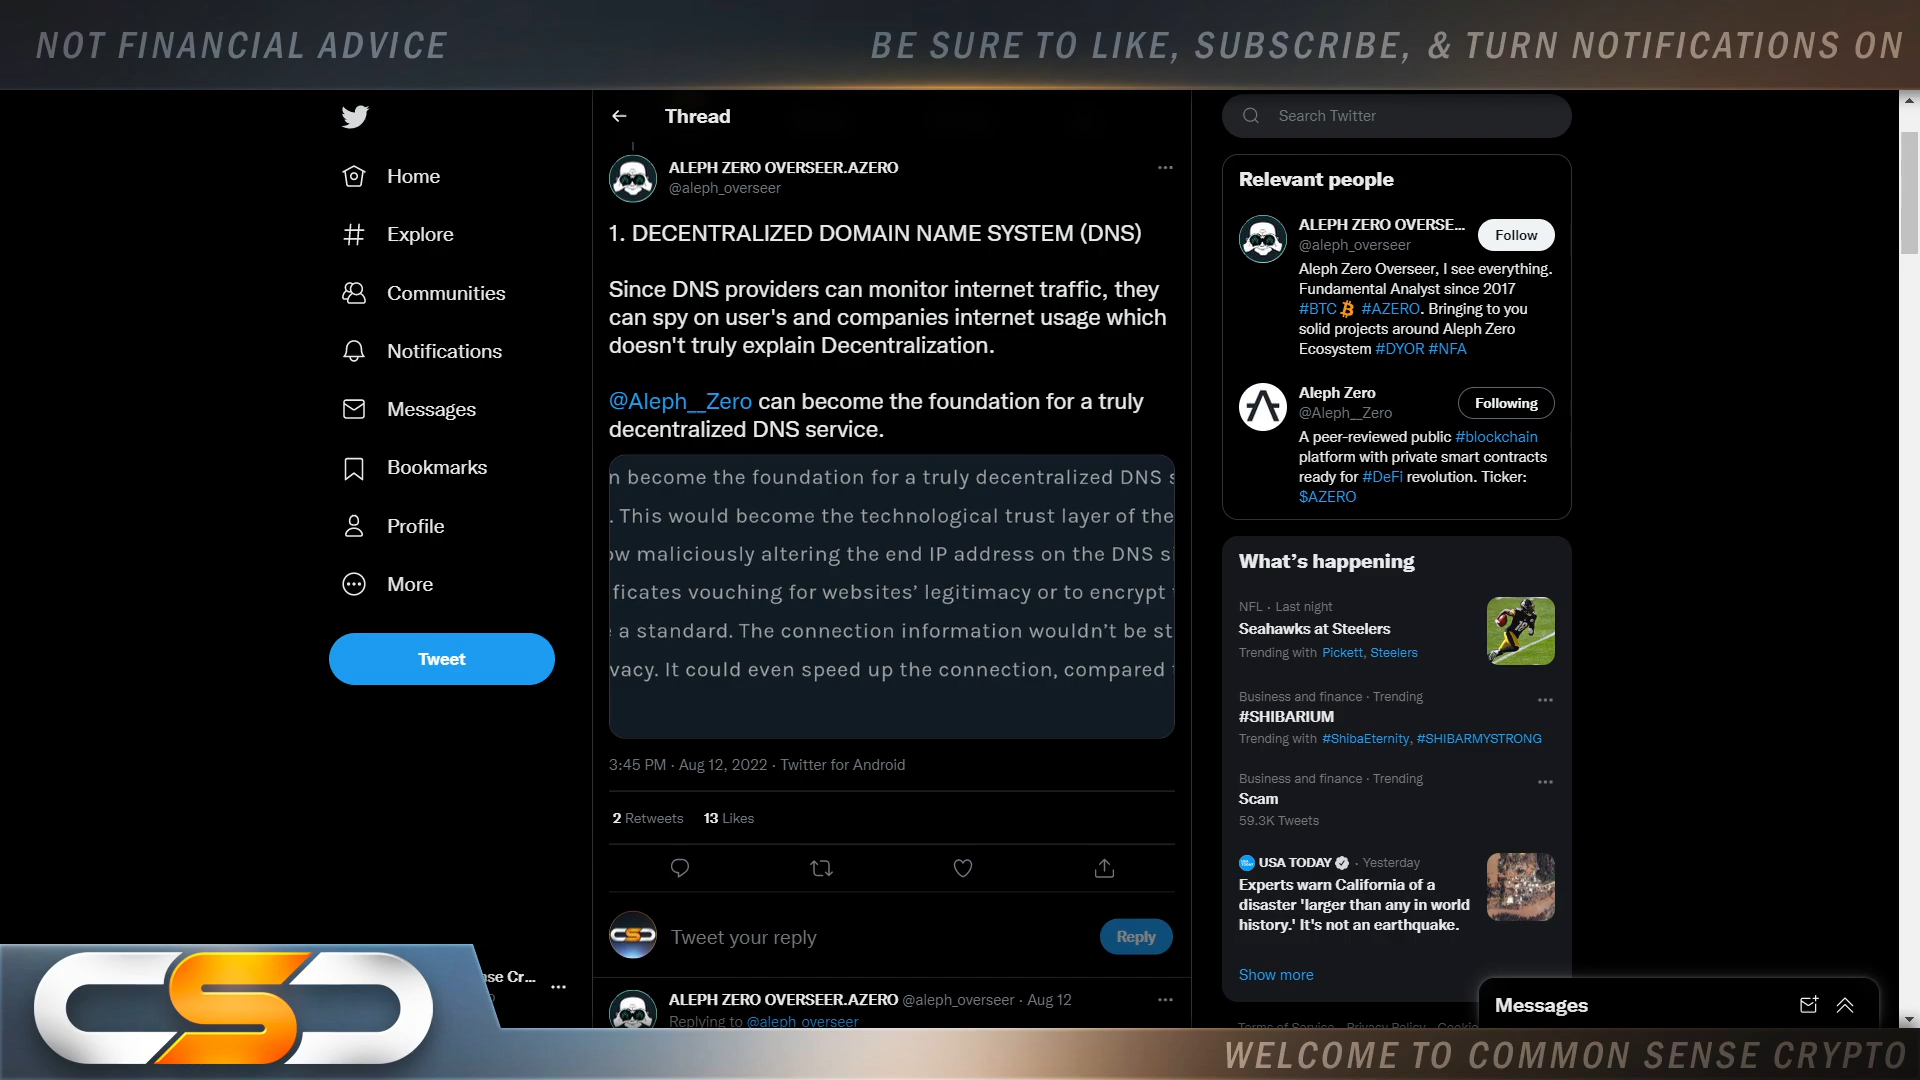 NOT FINANCIAL ADVICE
BE SURE TO LIKE, SUBSCRIBE, & TURN NOTIFICATIONS ON
Home
Explore
Communities
Notifications
Messages
Bookmarks
Profile
More
Tweet
nse Cr...
Thread
ALEPH ZERO OVERSEER.AZERO
@aleph_overseer
1. DECENTRALIZED DOMAIN NAME SYSTEM (DNS)
Since DNS providers can monitor internet traffic, they
can spy on user's and companies internet usage which
doesn't truly explain Decentralization.
@Aleph__Zero can become the foundation for a truly
decentralized DNS service.
n become the foundation for a truly decentralized DNS s
. This would become the technological trust layer of the
ow maliciously altering the end IP address on the DNS si
ficates vouching for websites’ legitimacy or to encrypt
a standard. The connection information wouldn’t be st
vacy. It could even speed up the connection, compared
3:45 PM · Aug 12, 2022 · Twitter for Android
2 Retweets 13 Likes
Tweet your reply
Reply
ALEPH ZERO OVERSEER.AZERO @aleph_overseer · Aug 12
Replying to @aleph_overseer
Search Twitter
Relevant people
ALEPH ZERO OVERSE...
@aleph_overseer
Follow
Aleph Zero Overseer, I see everything.
Fundamental Analyst since 2017
#BTC #AZERO. Bringing to you
solid projects around Aleph Zero
Ecosystem #DYOR #NFA
Aleph Zero
@Aleph__Zero
Following
A peer-reviewed public #blockchain
platform with private smart contracts
ready for #DeFi revolution. Ticker:
$AZERO
What’s happening
NFL · Last night
Seahawks at Steelers
Trending with Pickett, Steelers
Business and finance · Trending
#SHIBARIUM
Trending with #ShibaEternity, #SHIBARMYSTRONG
Business and finance · Trending
Scam
59.3K Tweets
USA TODAY · Yesterday
Experts warn California of a
disaster 'larger than any in world
history.' It's not an earthquake.
Show more
Terms of Service Privacy Policy Cookie
Messages
CSC
WELCOME TO COMMON SENSE CRYPTO